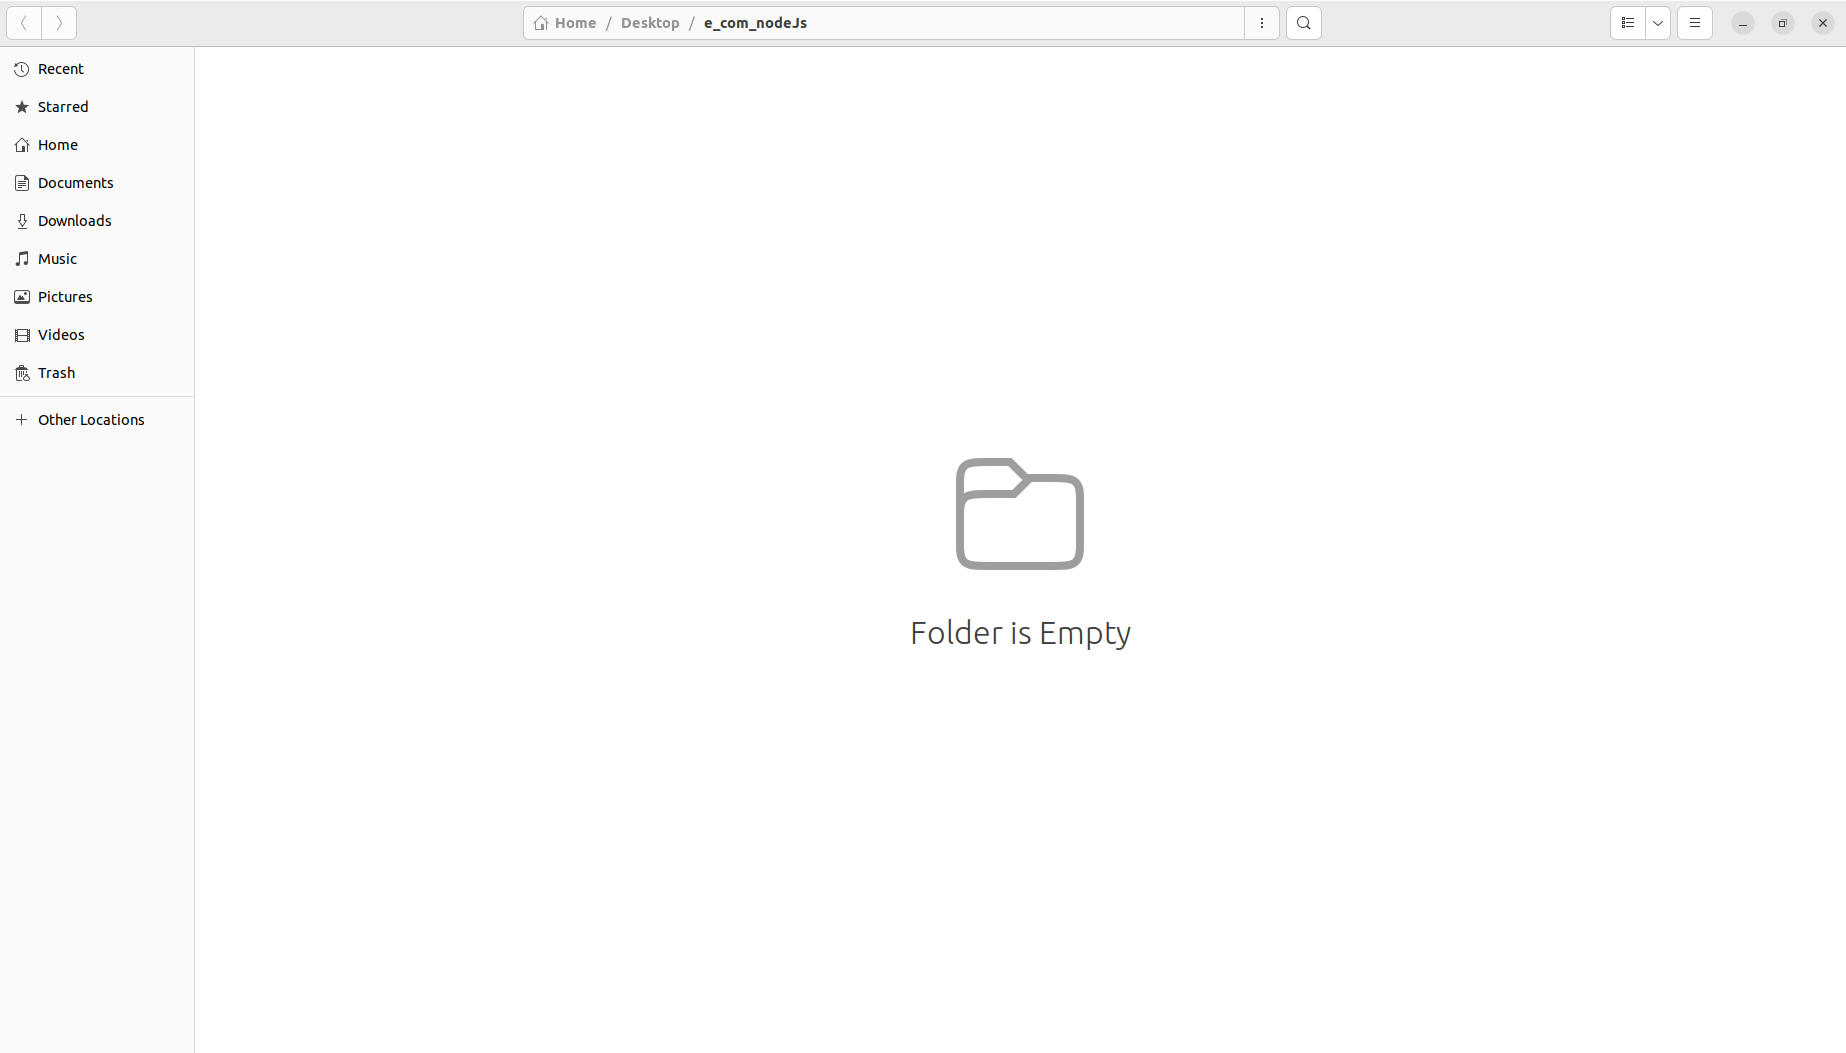 Home / Desktop / e_com_nodeJs
Recent
Starred
Home
Documents
Downloads
Music
Pictures
Videos
Trash
Other Locations
Folder is Empty